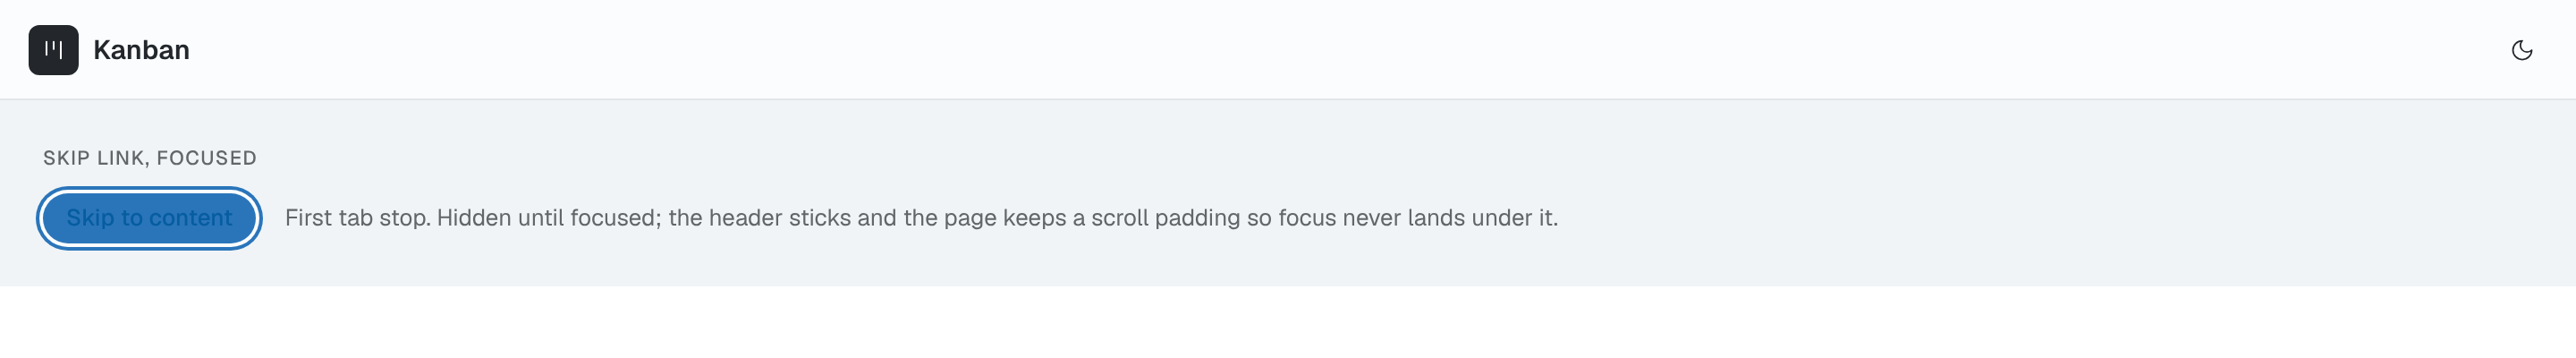 Kanban
SKIP LINK, FOCUSED
Skip to content
First tab stop. Hidden until focused; the header sticks and the page keeps a scroll padding so focus never lands under it.